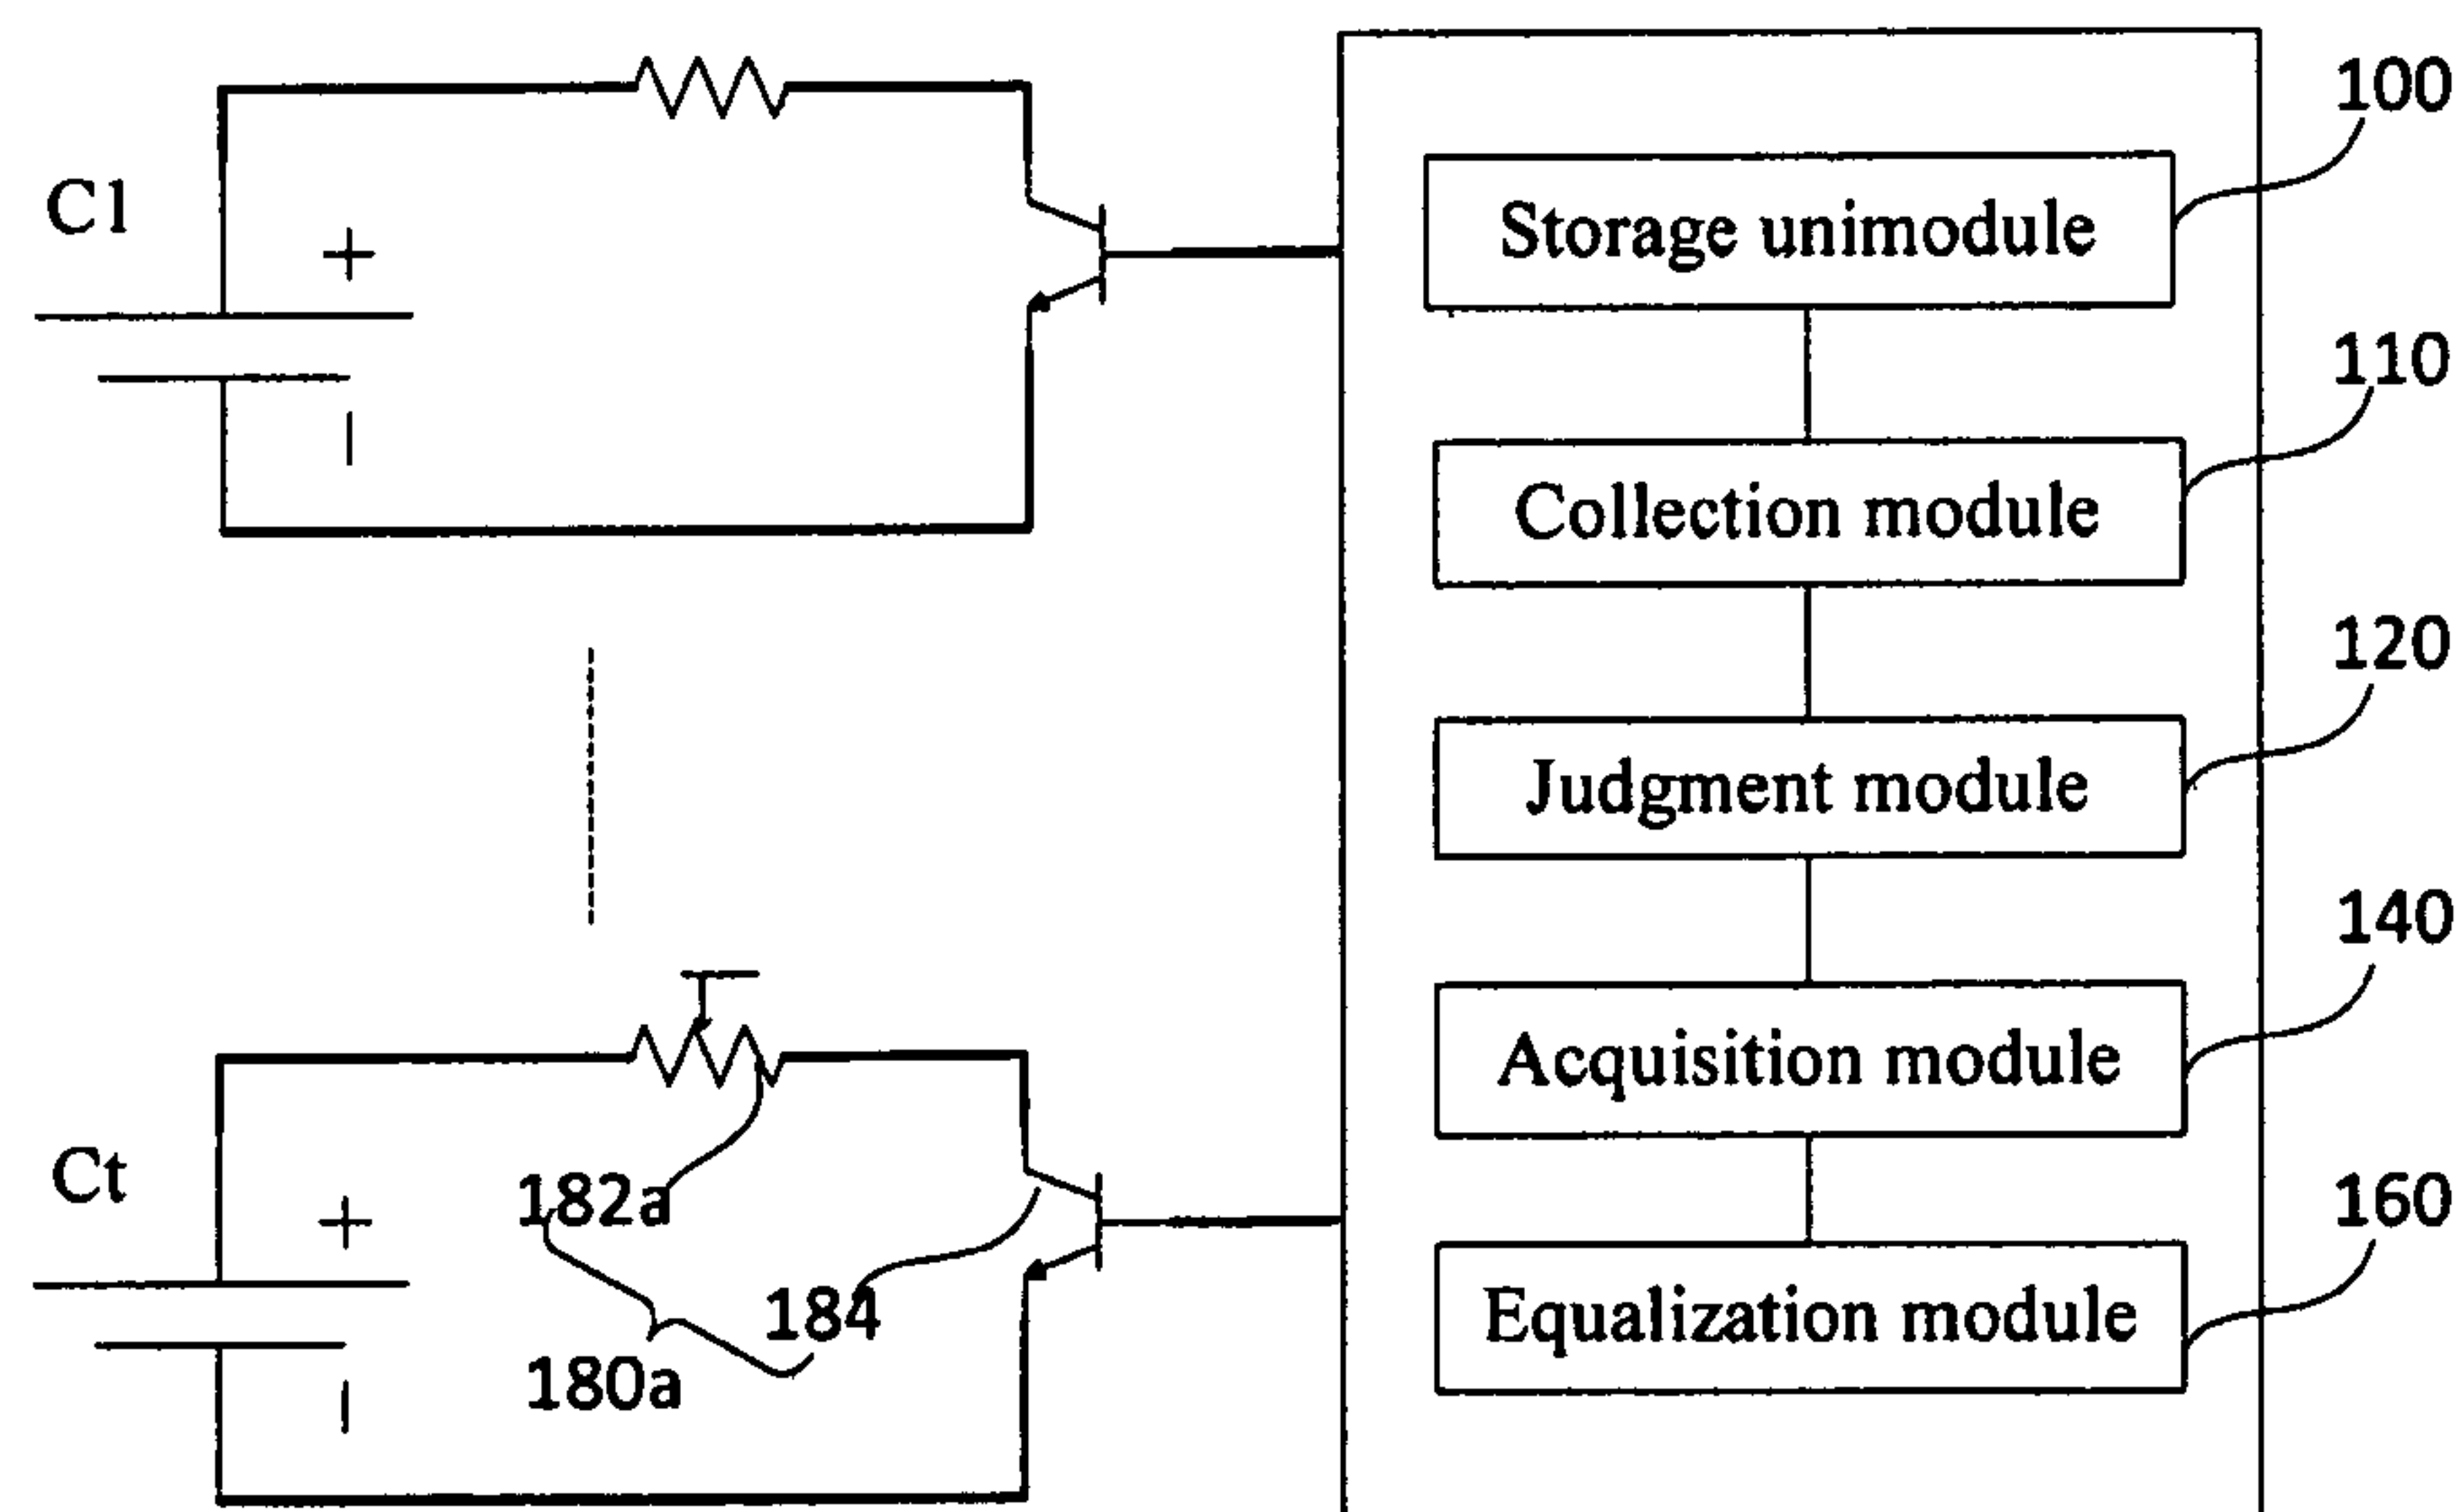 C1
+
−
Ct
+
−
182a
184
180a
Storage unimodule
Collection module
Judgment module
Acquisition module
Equalization module
100
110
120
140
160